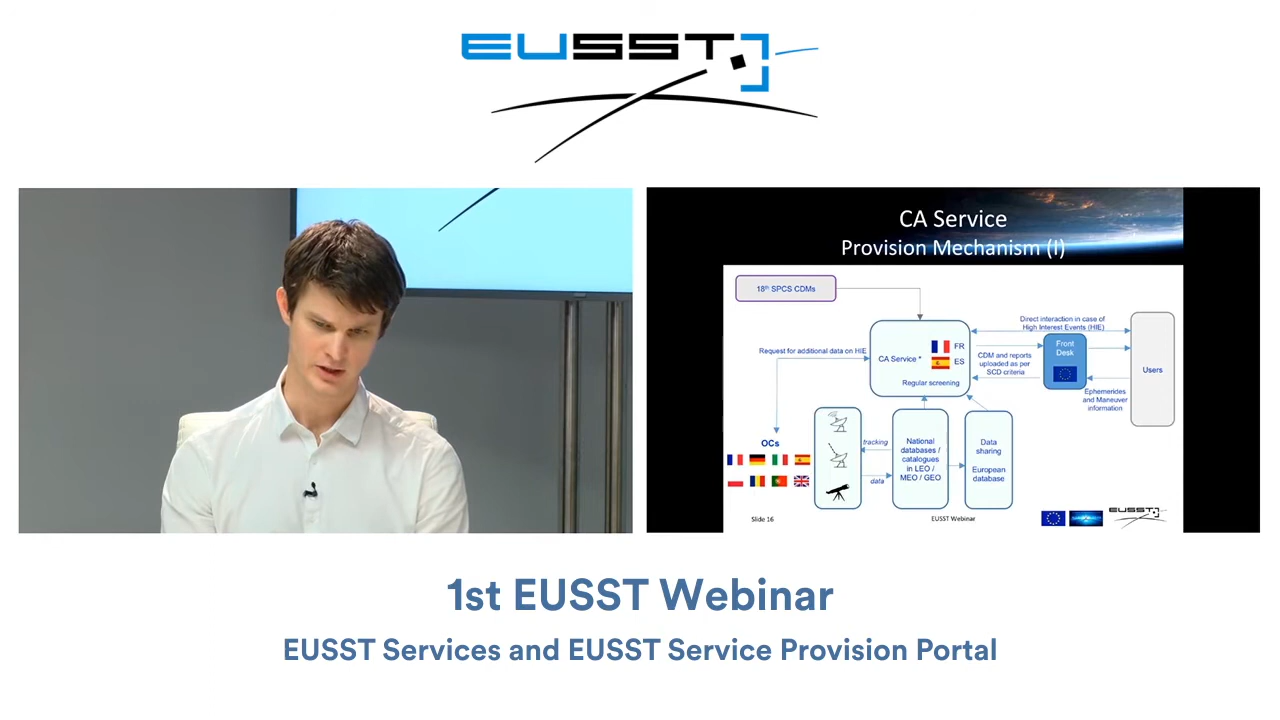 EUSST
CA Service
Provision Mechanism (I)
18th SPCS CDMs
Direct interaction in case of
High Interest Events (HIE)
Request for additional data on HIE
CA Service *
FR
ES
Regular screening
CDM and reports
uploaded as per
SCD criteria
Front
Desk
Users
Ephemerides
and Maneuver
information
OCs
tracking
data
National
databases /
catalogues
in LEO /
MEO / GEO
Data
sharing
European
database
Slide 16
EUSST Webinar
EUSST
1st EUSST Webinar
EUSST Services and EUSST Service Provision Portal